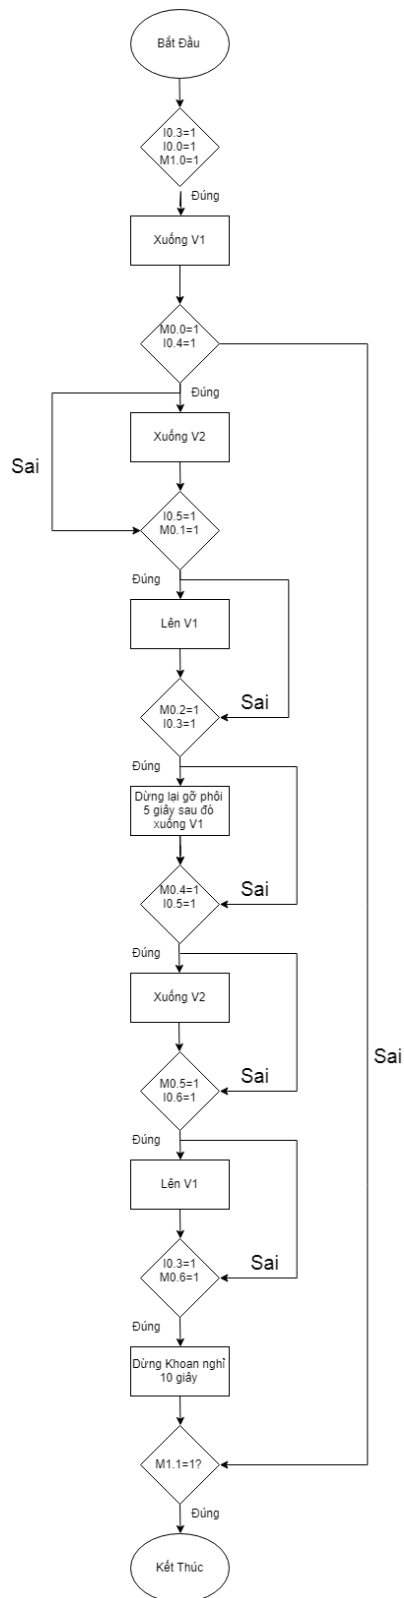 Bắt Đầu
I0.3=1
I0.0=1
M1.0=1
Đúng
Xuống V1
M0.0=1
I0.4=1
Đúng
Xuống V2
Sai
I0.5=1
M0.1=1
Đúng
Lên V1
Sai
M0.2=1
I0.3=1
Đúng
Dừng lại gỡ phôi
5 giây sau đó
xuống V1
Sai
M0.4=1
I0.5=1
Đúng
Xuống V2
Sai
Sai
M0.5=1
I0.6=1
Đúng
Lên V1
Sai
I0.3=1
M0.6=1
Đúng
Dừng Khoan nghỉ
10 giây
M1.1=1?
Đúng
Kết Thúc